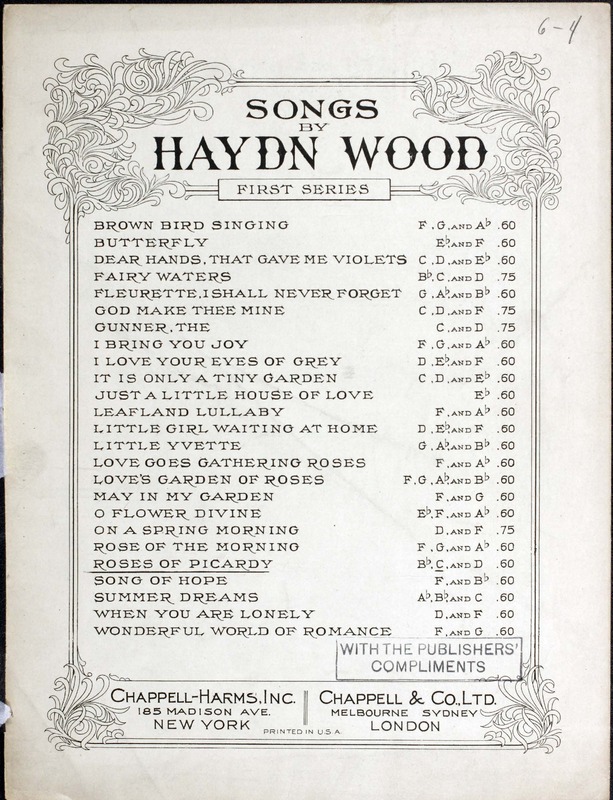 6-4
SONGS
BY
HAYDN WOOD
FIRST SERIES
BROWN BIRD SINGING F, G, AND A♭ .60
BUTTERFLY E♭, AND F .60
DEAR HANDS, THAT GAVE ME VIOLETS C, D, AND E♭ .60
FAIRY WATERS B♭, C, AND D .75
FLEURETTE, I SHALL NEVER FORGET G, A♭, AND B♭ .60
GOD MAKE THEE MINE C, D, AND F .75
GUNNER, THE C, AND D .75
I BRING YOU JOY F, G, AND A♭ .60
I LOVE YOUR EYES OF GREY D, E♭, AND F .60
IT IS ONLY A TINY GARDEN C, D, AND E♭ .60
JUST A LITTLE HOUSE OF LOVE E♭ .60
LEAFLAND LULLABY F, AND A♭ .60
LITTLE GIRL WAITING AT HOME D, E♭, AND F .60
LITTLE YVETTE G, A♭, AND B♭ .60
LOVE GOES GATHERING ROSES F, AND A♭ .60
LOVE'S GARDEN OF ROSES F, G, A♭, AND B♭ .60
MAY IN MY GARDEN F, AND G .60
O FLOWER DIVINE E♭, F, AND A♭ .60
ON A SPRING MORNING D, AND F .75
ROSE OF THE MORNING F, G, AND A♭ .60
ROSES OF PICARDY B♭, C, AND D .60
SONG OF HOPE F, AND B♭ .60
SUMMER DREAMS A♭, B♭, AND C .60
WHEN YOU ARE LONELY D, AND F .60
WONDERFUL WORLD OF ROMANCE F, AND G .60
WITH THE PUBLISHERS'
COMPLIMENTS
CHAPPELL-HARMS, INC.
185 MADISON AVE.
NEW YORK
CHAPPELL & CO., LTD.
MELBOURNE SYDNEY
LONDON
PRINTED IN U.S.A.